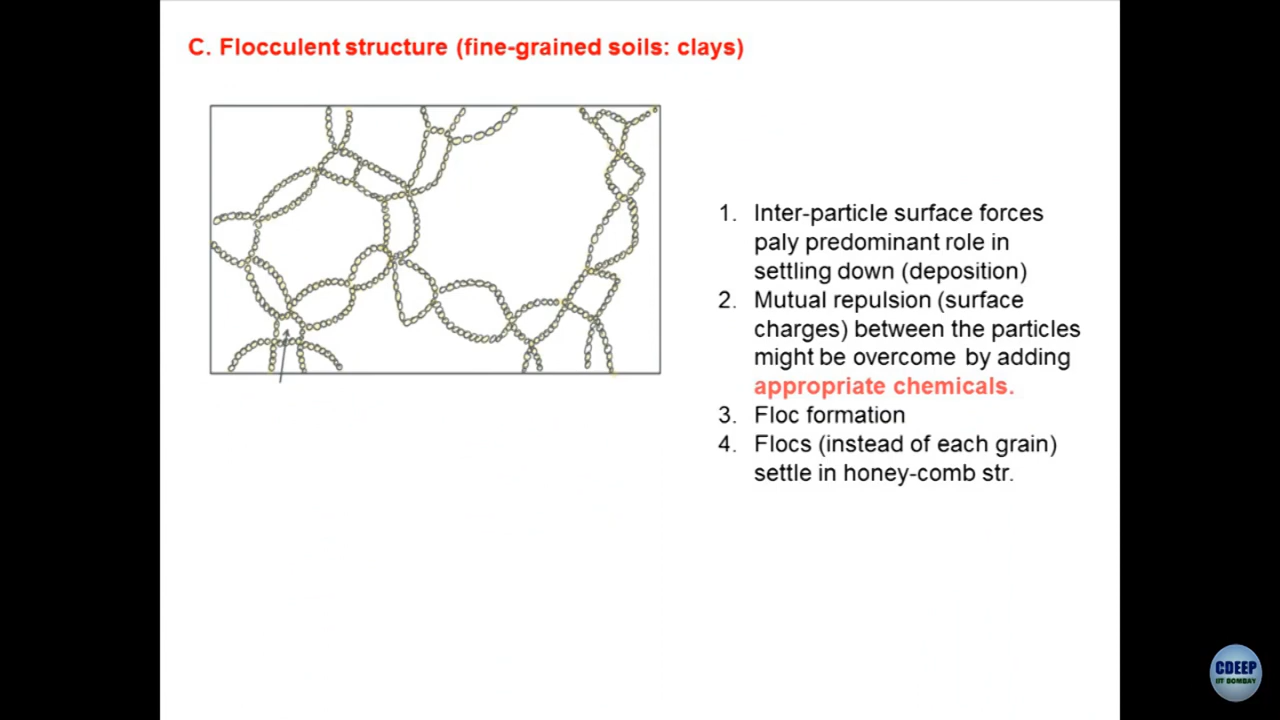 C. Flocculent structure (fine-grained soils: clays)
1. Inter-particle surface forces
paly predominant role in
settling down (deposition)
2. Mutual repulsion (surface
charges) between the particles
might be overcome by adding
appropriate chemicals.
3. Floc formation
4. Flocs (instead of each grain)
settle in honey-comb str.
CDEEP
IIT BOMBAY